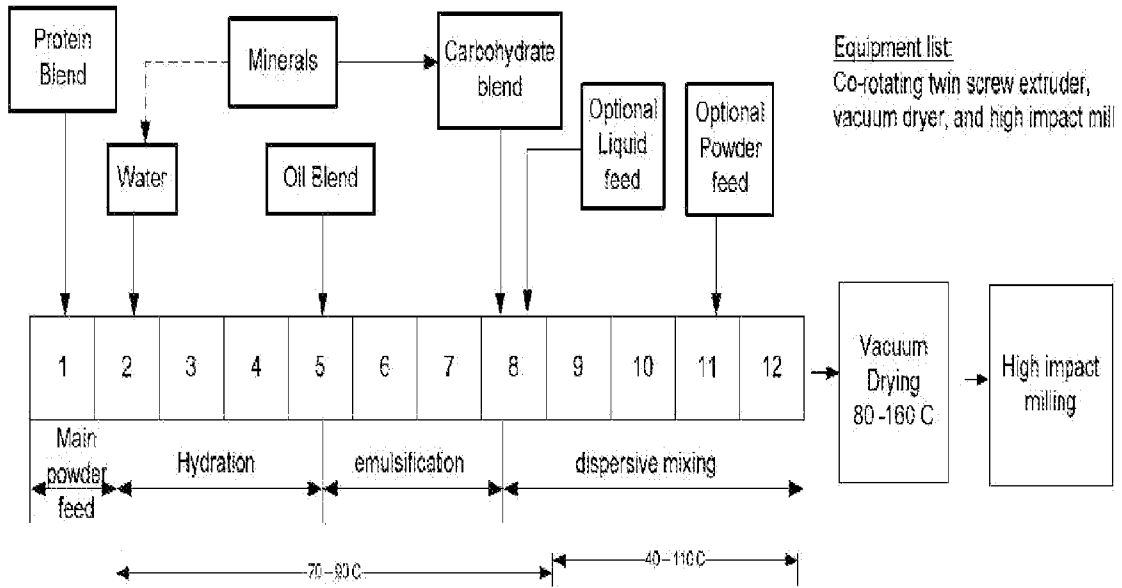 Protein
Blend
Minerals
Carbohydrate
blend
Equipment list:
Co-rotating twin screw extruder,
vacuum dryer, and high impact mill
Optional
Liquid
feed
Optional
Powder
feed
Water
Oil Blend
1 2 3 4 5 6 7 8 9 10 11 12
Vacuum
Drying
80-160 C
High impact
milling
Main
powder
feed
Hydration
emulsification
dispersive mixing
70-90 C
40-110 C